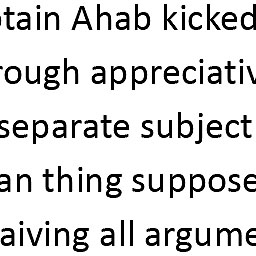 otain Ahab kicked
rough appreciativ
separate subject
an thing suppose
aiving all argume